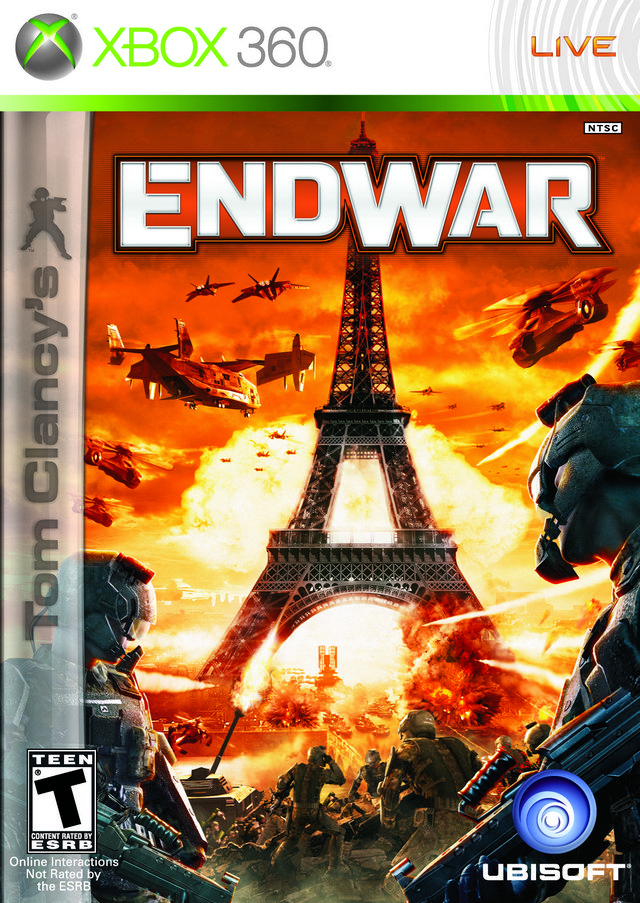 XBOX 360®
LIVE
NTSC
ENDWAR™
Tom Clancy's
TEEN
T®
CONTENT RATED BY
ESRB
Online Interactions
Not Rated by
the ESRB
UBISOFT®